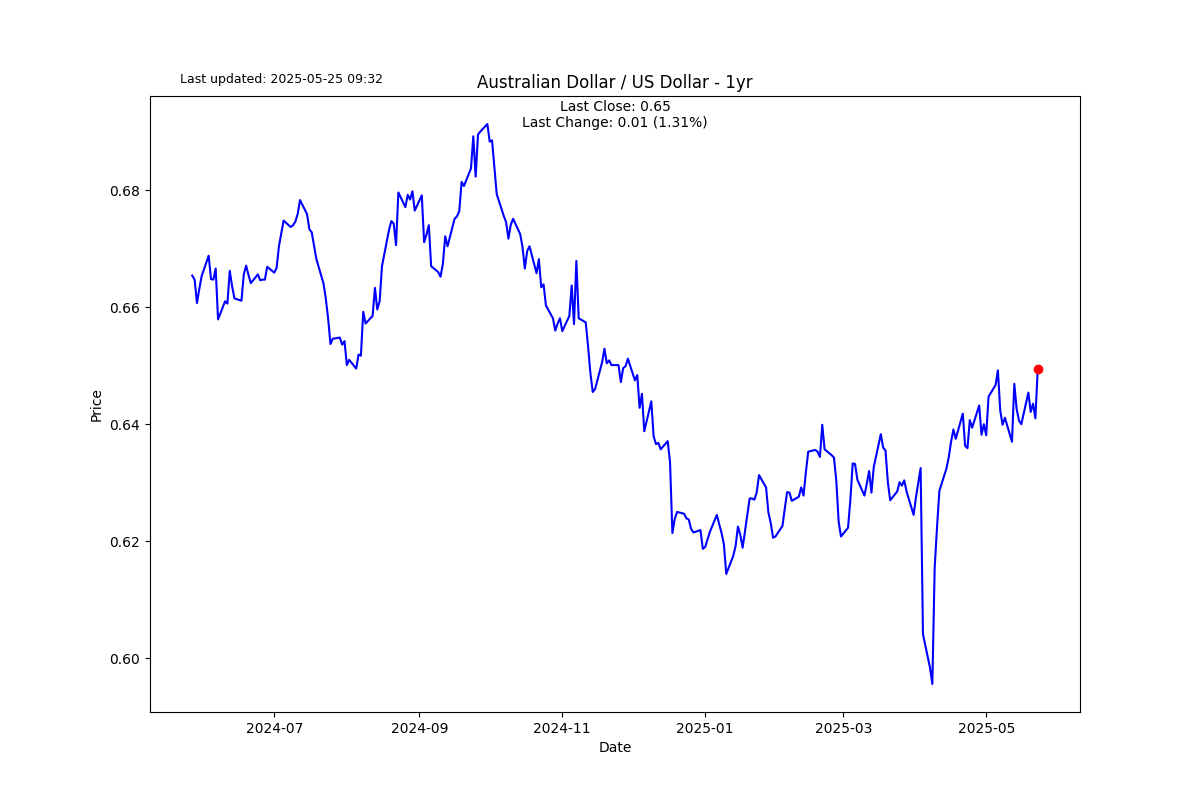 Last updated: 2025-05-25 09:32
Australian Dollar / US Dollar - 1yr
Last Close: 0.65
Last Change: 0.01 (1.31%)
Price
0.68
0.66
0.64
0.62
0.60
2024-07
2024-09
2024-11
2025-01
2025-03
2025-05
Date